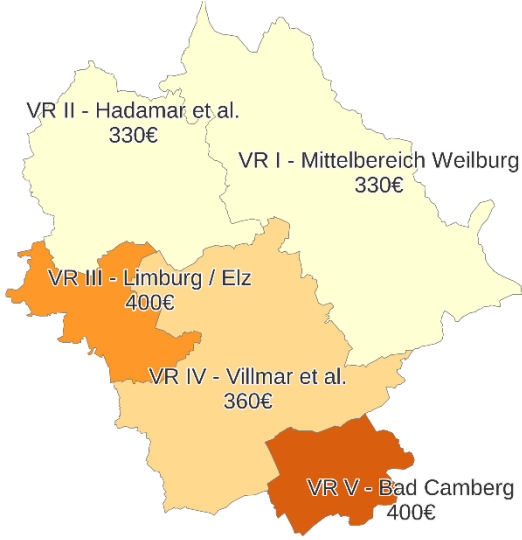 VR II - Hadamar et al.
330€
VR I - Mittelbereich Weilburg
330€
VR III - Limburg / Elz
400€
VR IV - Villmar et al.
360€
VR V - Bad Camberg
400€